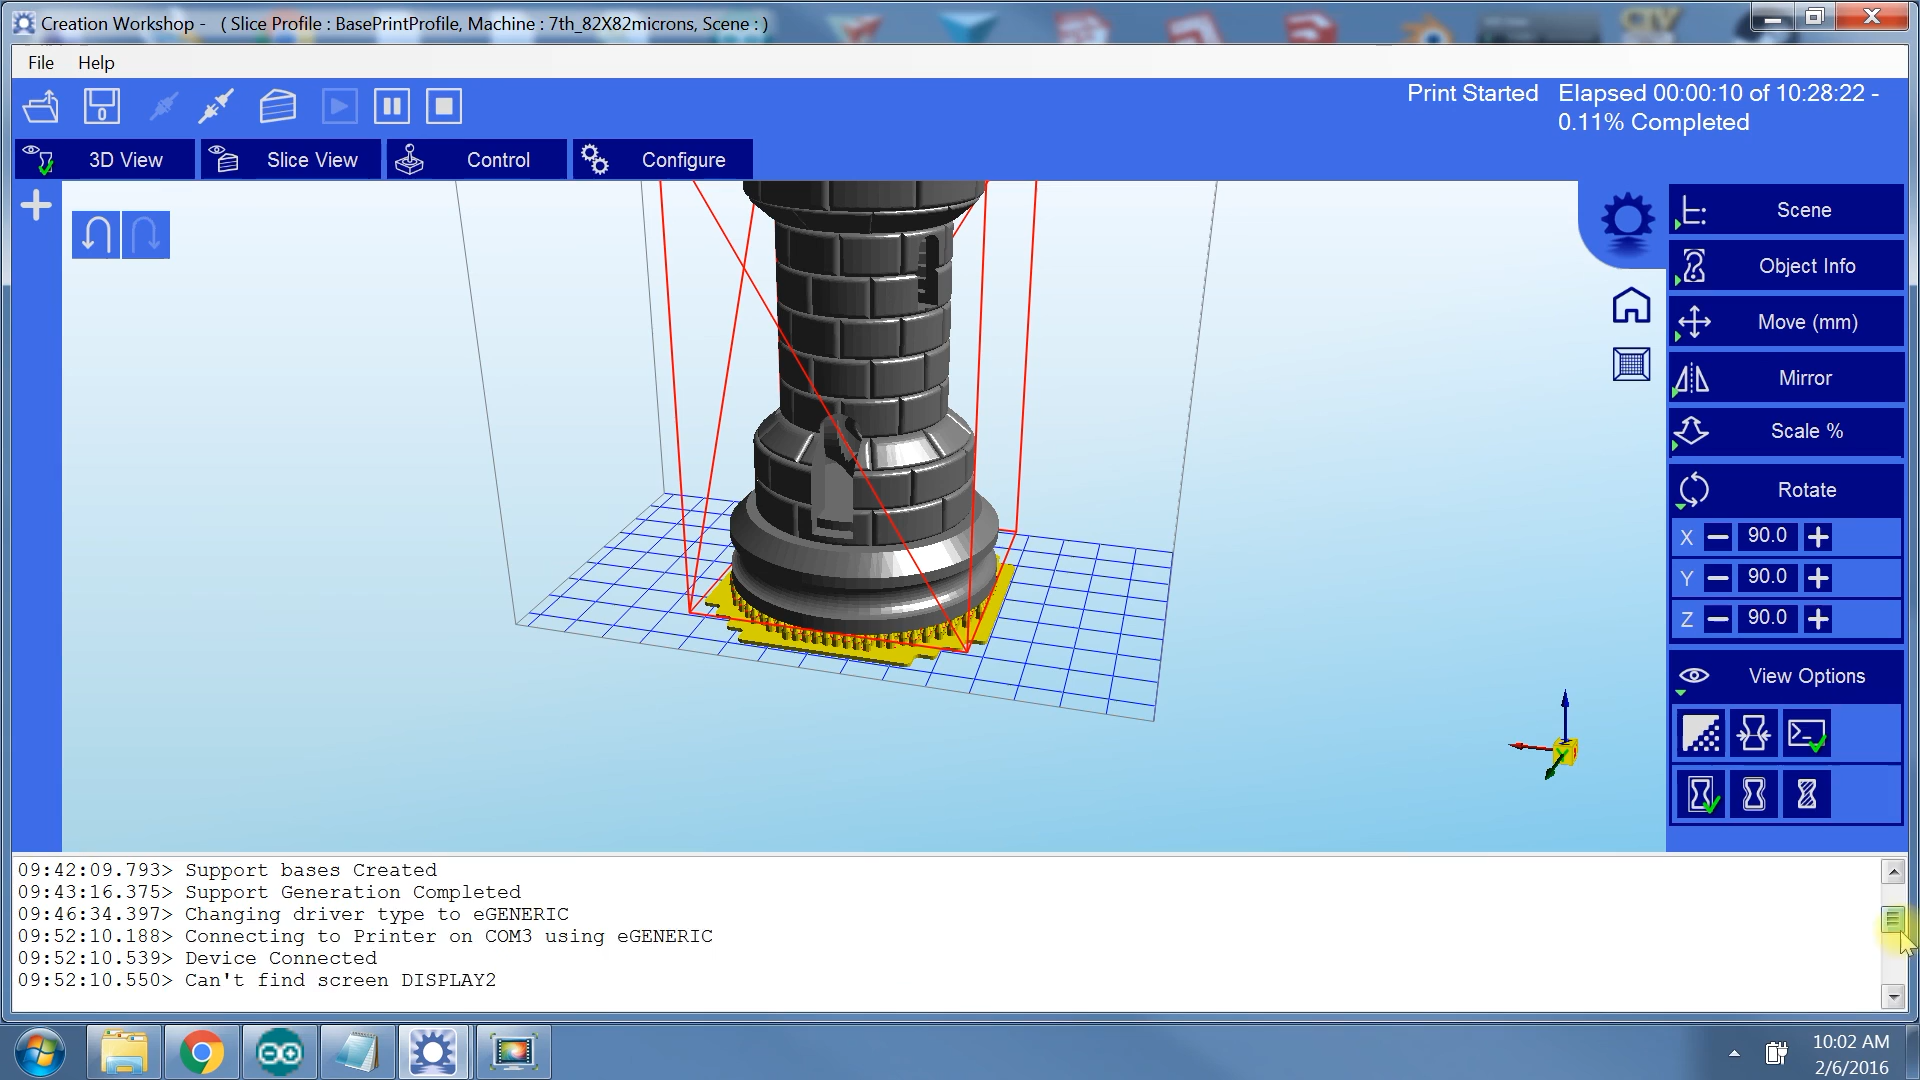 Creation Workshop -   ( Slice Profile : BasePrintProfile, Machine : 7th_82X82microns, Scene : )
File Help
Print Started Elapsed 00:00:10 of 10:28:22 -
0.11% Completed
3D View Slice View Control Configure
Scene
Object Info
Move (mm)
Mirror
Scale %
Rotate
X 90.0
Y 90.0
Z 90.0
View Options
09:42:09.793> Support bases Created
09:43:16.375> Support Generation Completed
09:46:34.397> Changing driver type to eGENERIC
09:52:10.188> Connecting to Printer on COM3 using eGENERIC
09:52:10.539> Device Connected
09:52:10.550> Can't find screen DISPLAY2
10:02 AM
2/6/2016